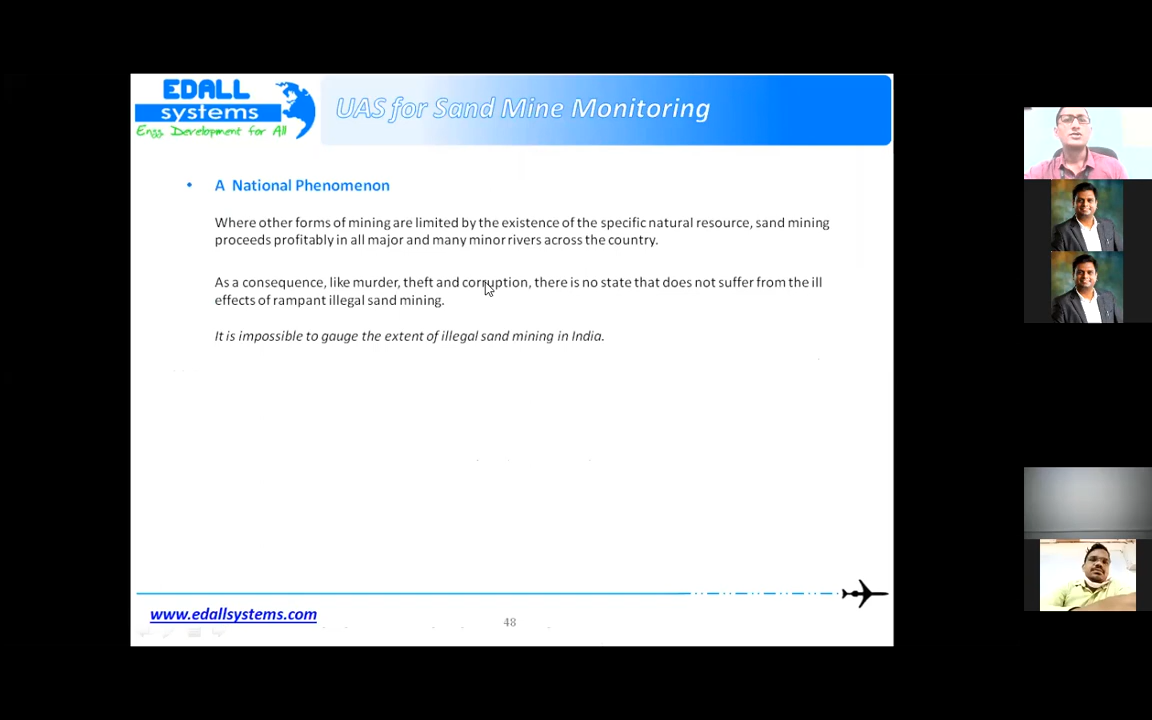 EDALL
systems
Engg. Development for All
UAS for Sand Mine Monitoring
• A National Phenomenon
Where other forms of mining are limited by the existence of the specific natural resource, sand mining
proceeds profitably in all major and many minor rivers across the country.
As a consequence, like murder, theft and corruption, there is no state that does not suffer from the ill
effects of rampant illegal sand mining.
It is impossible to gauge the extent of illegal sand mining in India.
www.edallsystems.com
48